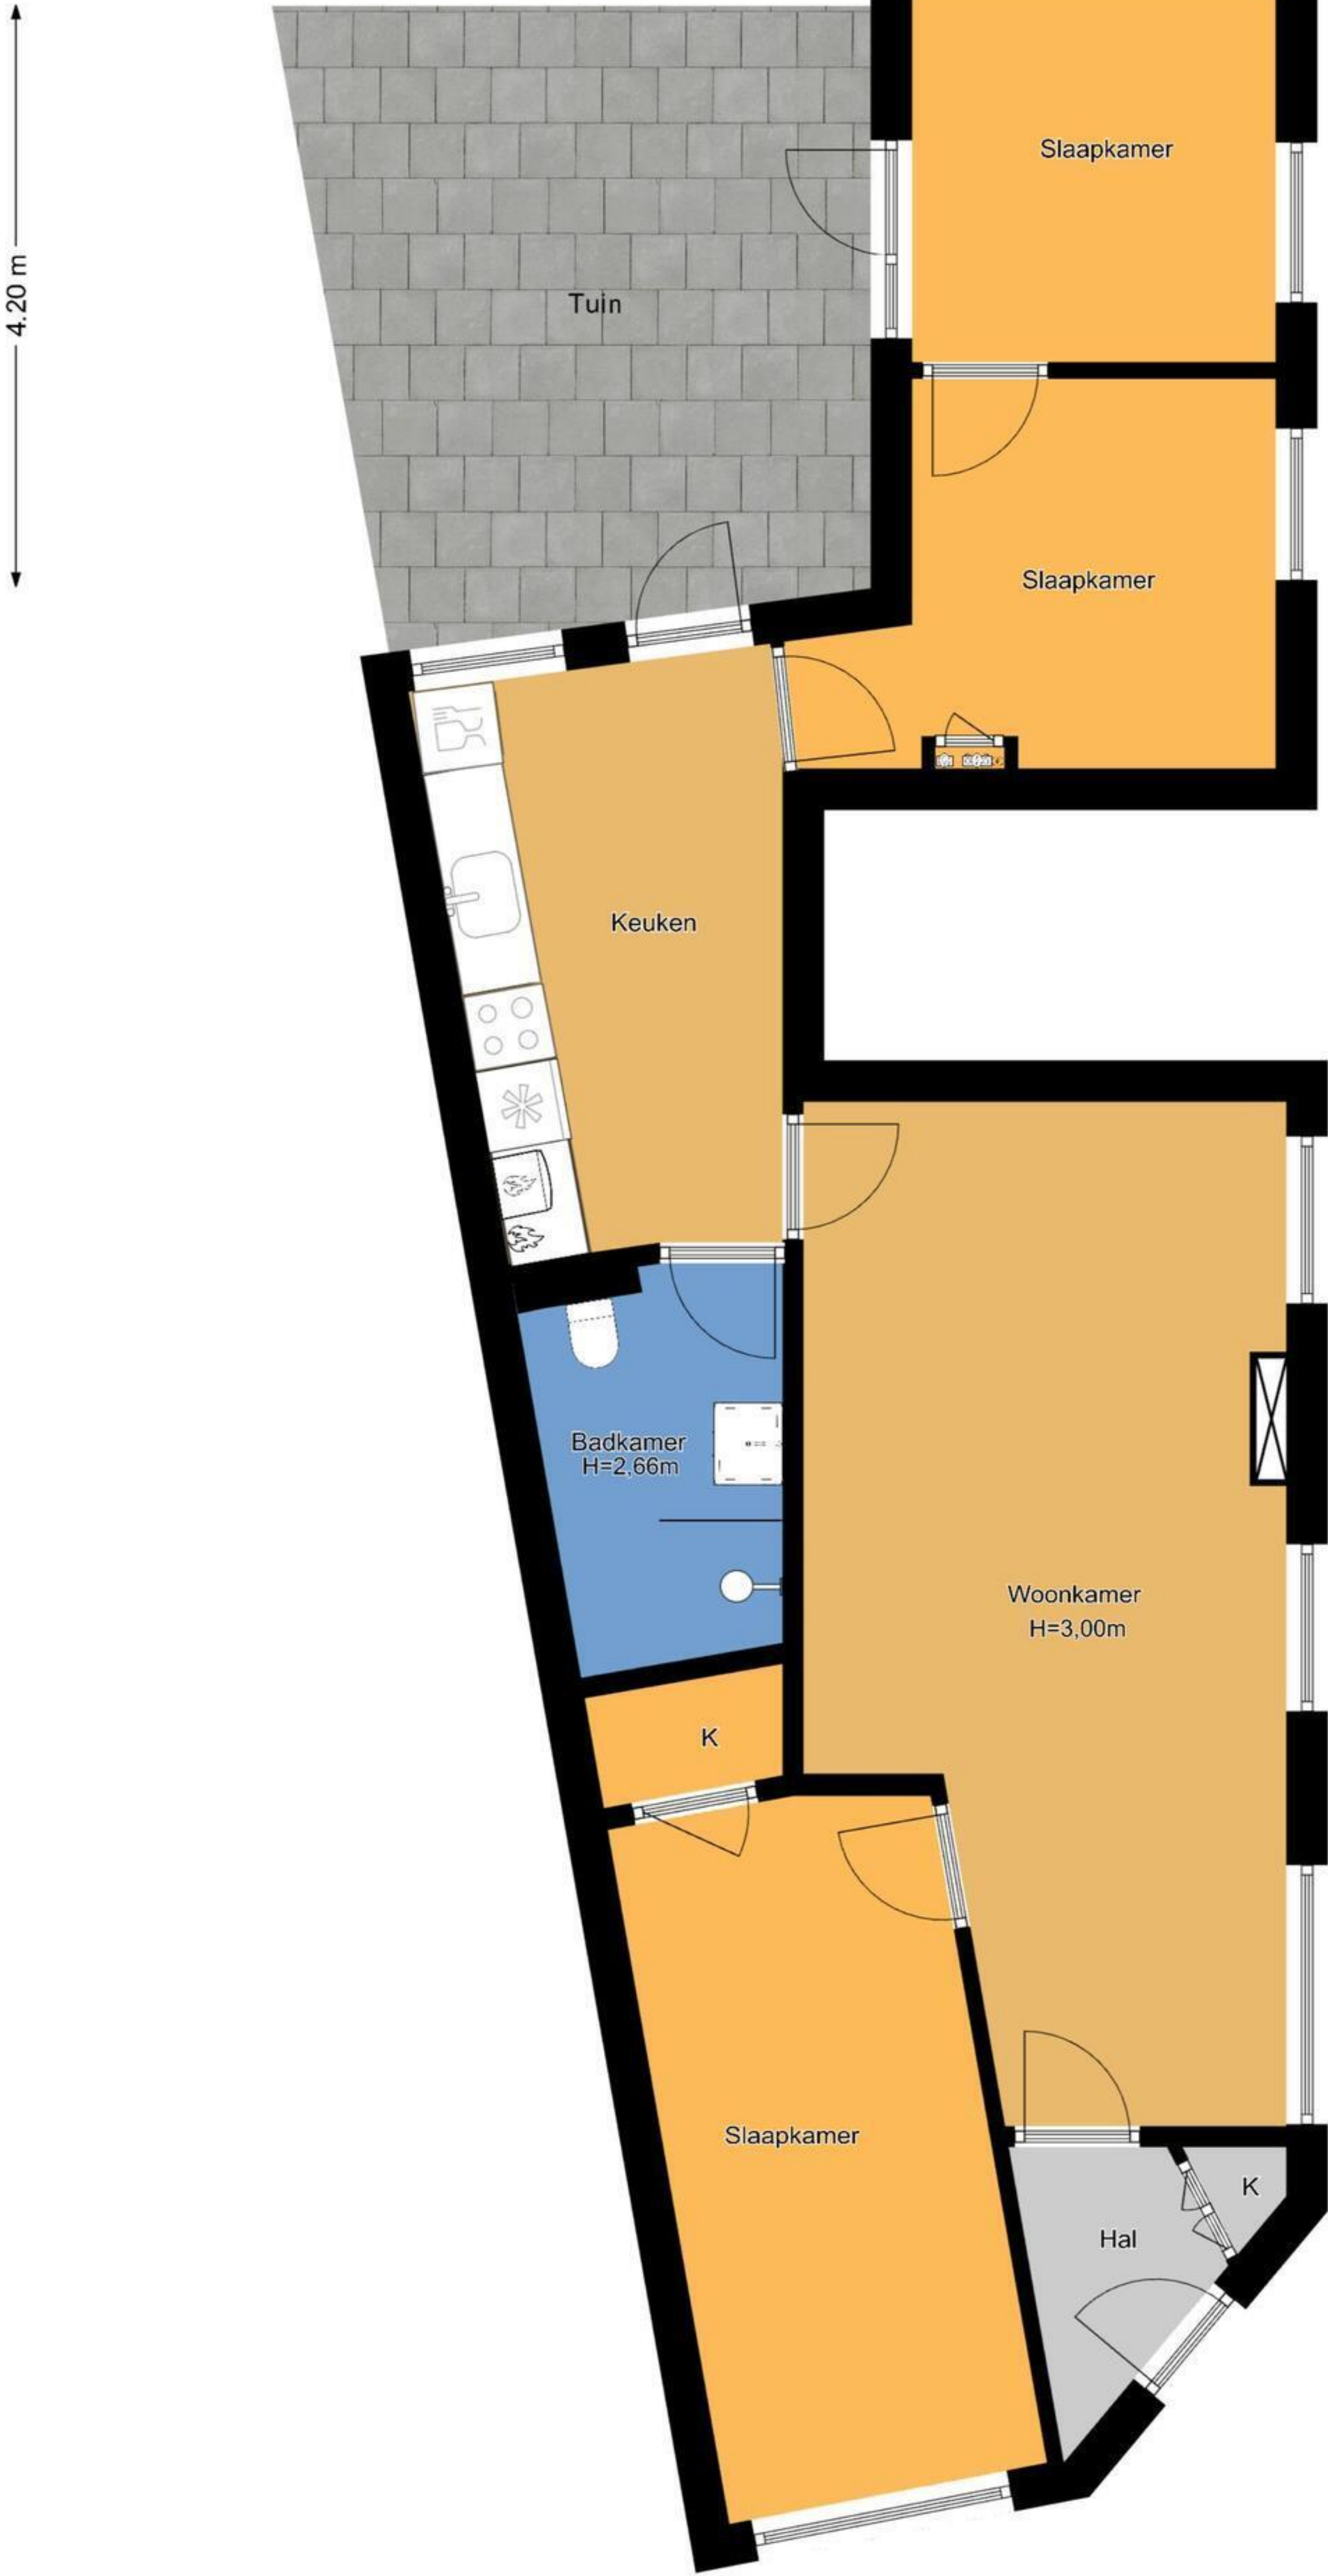 Slaapkamer
4.20 m
Tuin
Slaapkamer
Keuken
Badkamer
H=2,66m
Woonkamer
H=3,00m
K
Slaapkamer
K
Hal